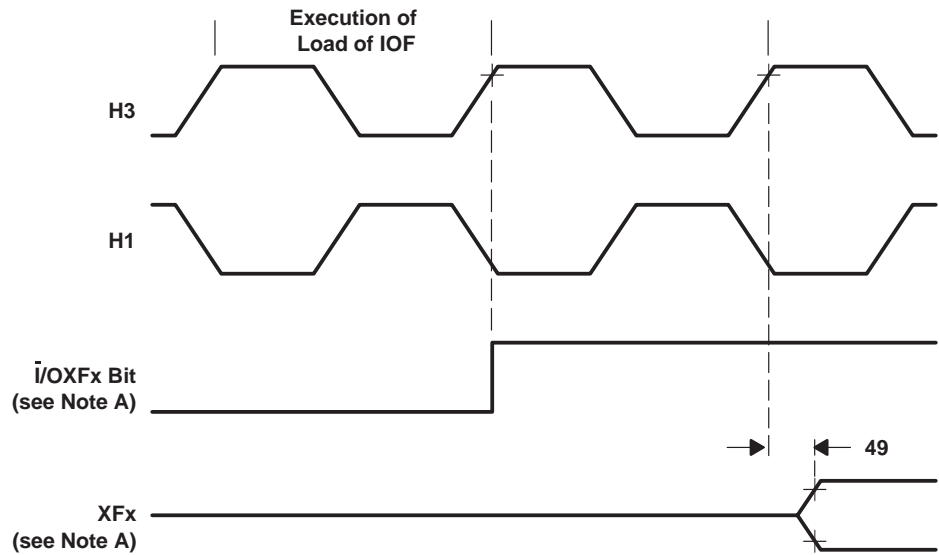 Execution of
Load of IOF
H3
H1
Ī/OXFx Bit
(see Note A)
49
XFx
(see Note A)